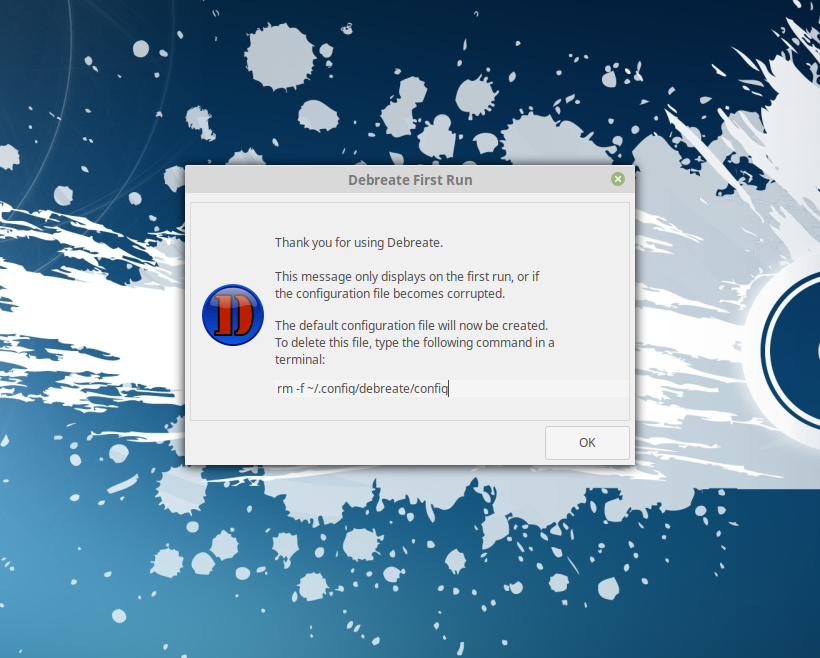 Debreate First Run
Thank you for using Debreate.
This message only displays on the first run, or if
the configuration file becomes corrupted.
D
The default configuration file will now be created.
To delete this file, type the following command in a
terminal:
rm -f ~/.config/debreate/config
OK